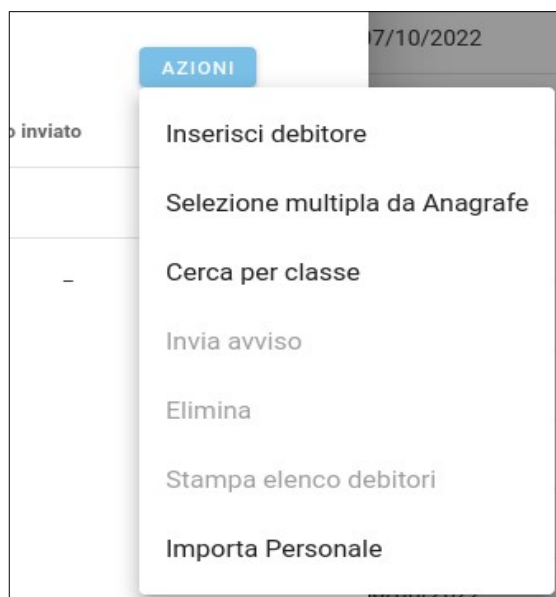 07/10/2022
AZIONI
o inviato
Inserisci debitore
Selezione multipla da Anagrafe
Cerca per classe
–
Invia avviso
Elimina
Stampa elenco debitori
Importa Personale